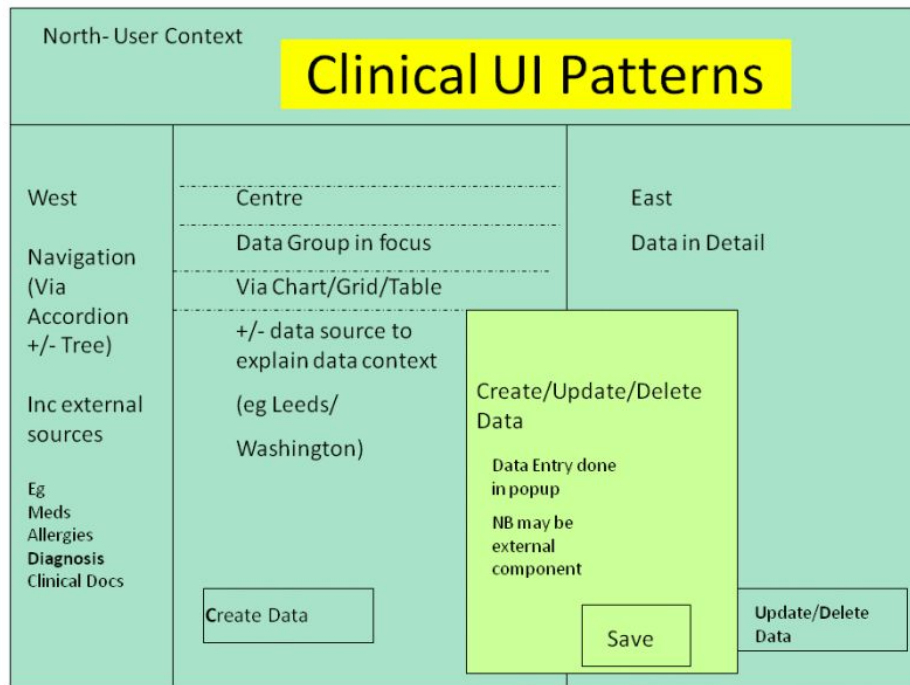 North- User Context
Clinical UI Patterns
West
Navigation
(Via
Accordion
+/- Tree)
Inc external
sources
Eg
Meds
Allergies
Diagnosis
Clinical Docs
Centre
Data Group in focus
Via Chart/Grid/Table
+/- data source to
explain data context
(eg Leeds/
Washington)
Create Data
East
Data in Detail
Create/Update/Delete
Data
Data Entry done
in popup
NB may be
external
component
Save
Update/Delete
Data